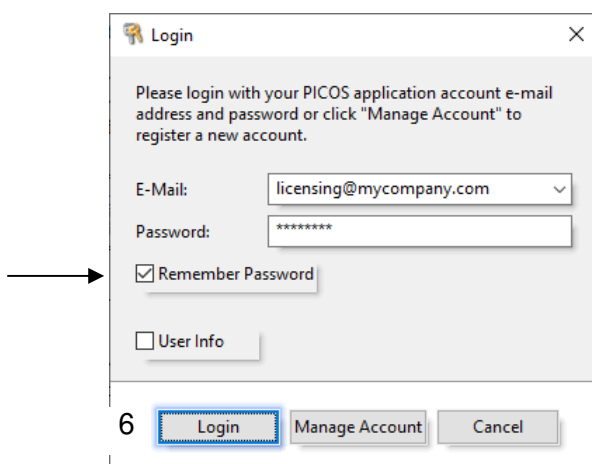 Login
Please login with your PICOS application account e-mail
address and password or click "Manage Account" to
register a new account.
E-Mail: licensing@mycompany.com
Password: ********
Remember Password
User Info
6 Login Manage Account Cancel